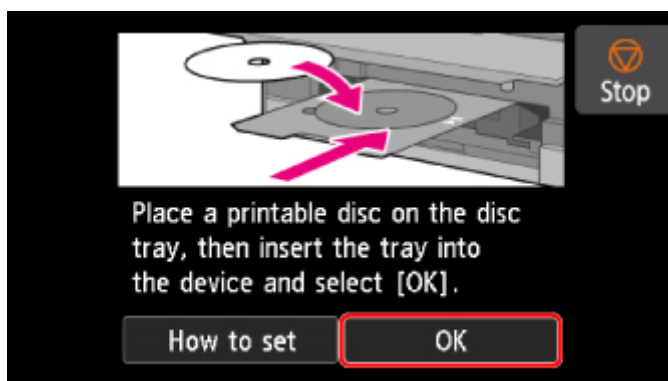 Stop
Place a printable disc on the disc
tray, then insert the tray into
the device and select [OK].
How to set
OK